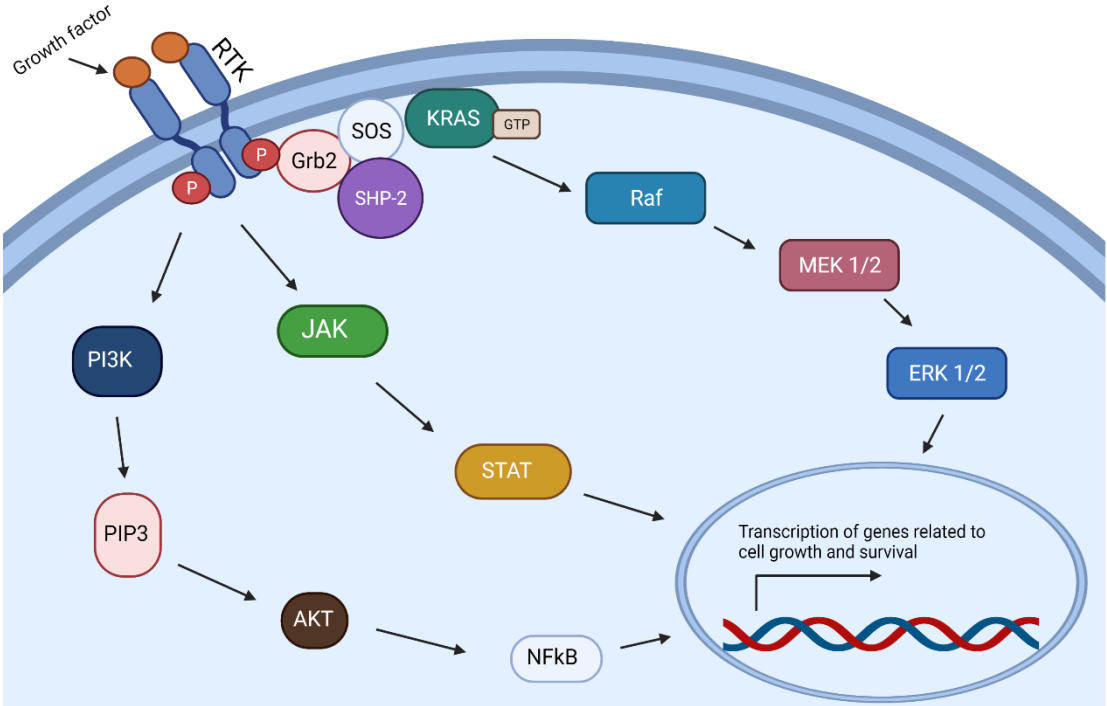 Growth factor
RTK
P
P
Grb2
SOS
SHP-2
KRAS
GTP
Raf
MEK 1/2
ERK 1/2
PI3K
JAK
STAT
PIP3
AKT
NFkB
Transcription of genes related to
cell growth and survival